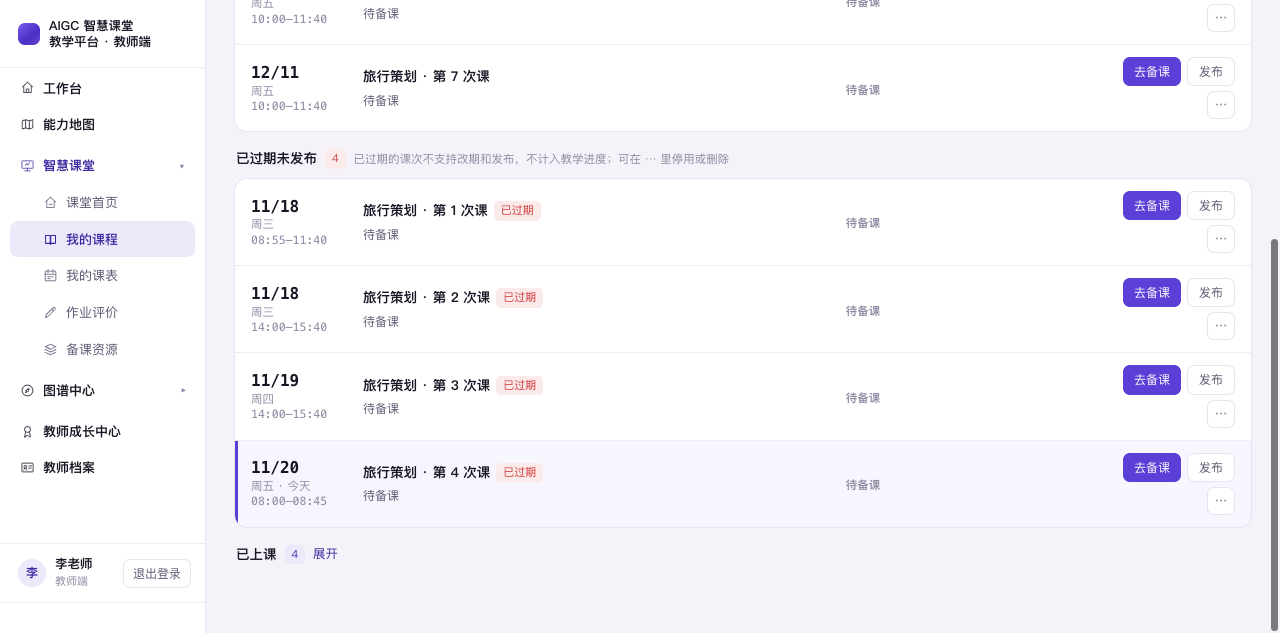 AIGC 智慧课堂
教学平台 · 教师端
工作台
能力地图
智慧课堂
课堂首页
我的课程
我的课表
作业评价
备课资源
图谱中心
教师成长中心
教师档案
李
李老师
教师端
退出登录
周五
10:00—11:40
待备课
待备课
···
12/11
周五
10:00—11:40
旅行策划 · 第 7 次课
待备课
待备课
去备课
发布
···
已过期未发布 4 已过期的课次不支持改期和发布，不计入教学进度；可在 ··· 里停用或删除
11/18
周三
08:55—11:40
旅行策划 · 第 1 次课 已过期
待备课
待备课
去备课
发布
···
11/18
周三
14:00—15:40
旅行策划 · 第 2 次课 已过期
待备课
待备课
去备课
发布
···
11/19
周四
14:00—15:40
旅行策划 · 第 3 次课 已过期
待备课
待备课
去备课
发布
···
11/20
周五 · 今天
08:00—08:45
旅行策划 · 第 4 次课 已过期
待备课
待备课
去备课
发布
···
已上课 4 展开